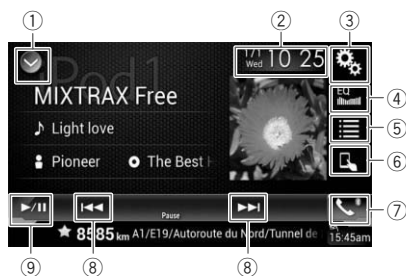 ① ② ③
iPod1
1/1 Wed 10 25
MIXTRAX Free
EQ
④
Light love
⑤
Pioneer The Best H
⑥
Pause
⑦
8585 km A1/E19/Autoroute du Nord/Tunnel de
15:45am
⑨ ⑧ ⑧